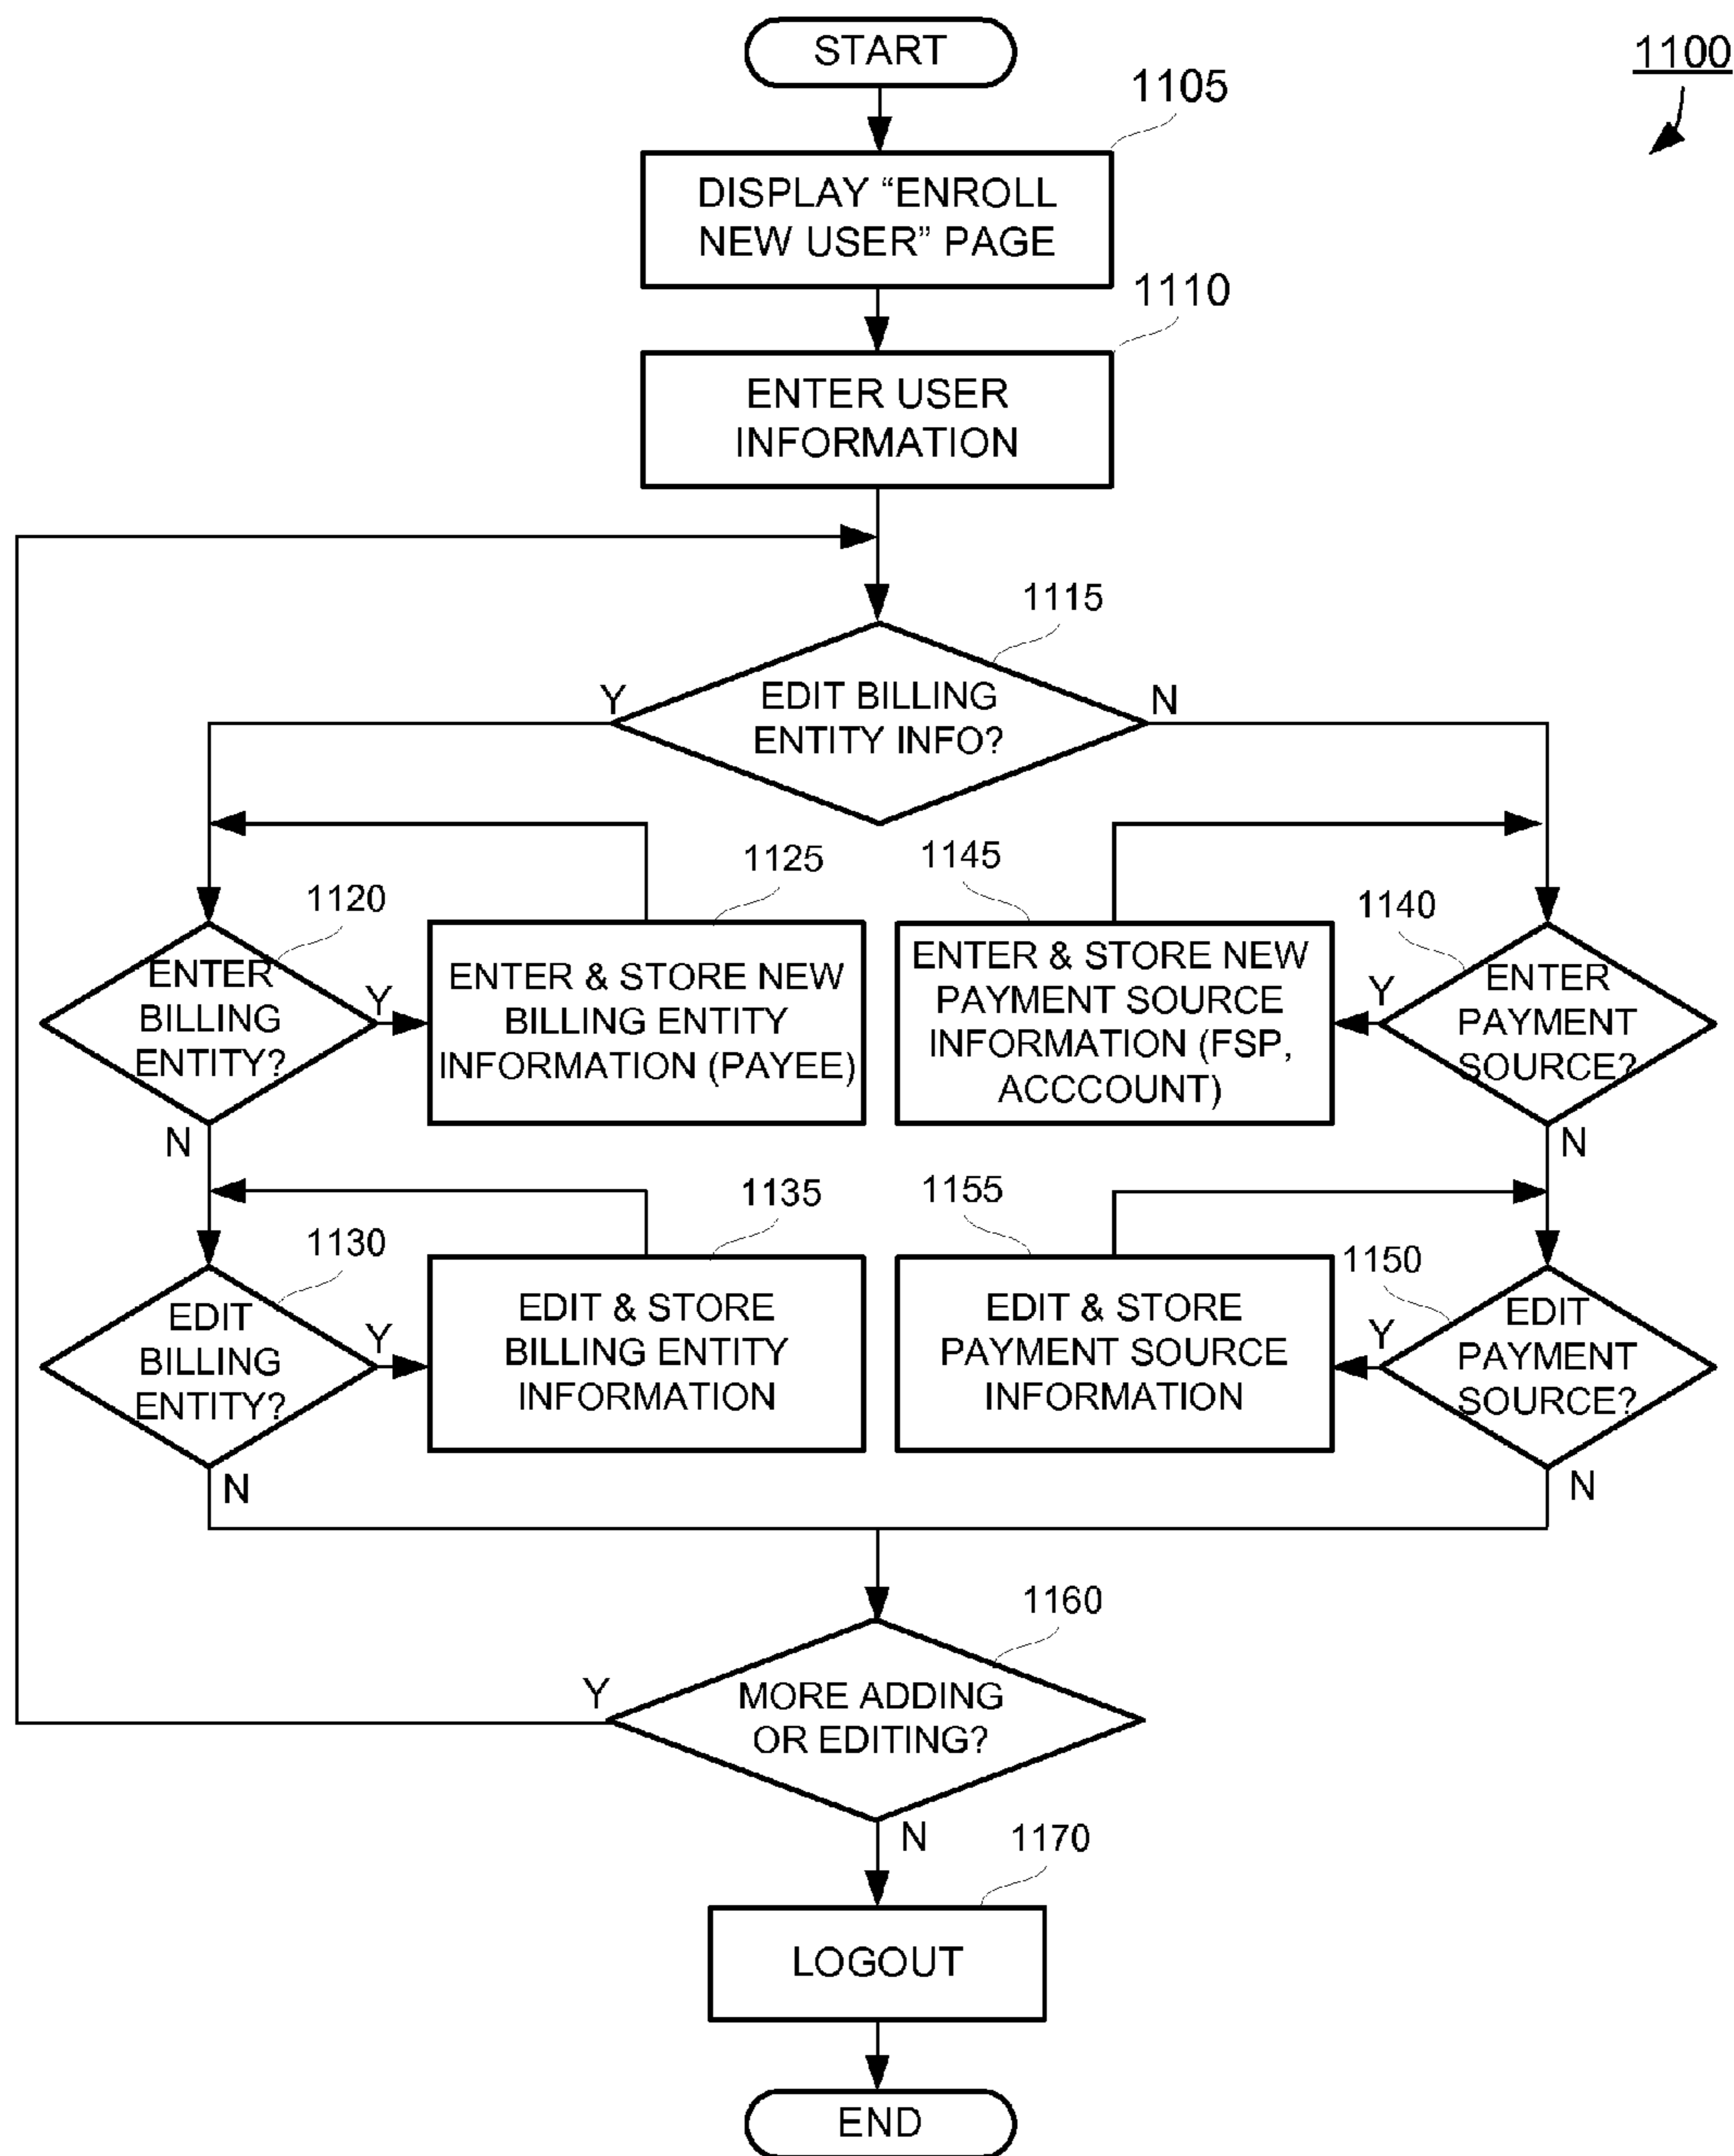 START
1100
1105
DISPLAY “ENROLL
NEW USER” PAGE
1110
ENTER USER
INFORMATION
1115
Y
EDIT BILLING
ENTITY INFO?
N
1120
ENTER
BILLING
ENTITY?
Y
N
1125
ENTER & STORE NEW
BILLING ENTITY
INFORMATION (PAYEE)
1145
ENTER & STORE NEW
PAYMENT SOURCE
INFORMATION (FSP,
ACCCOUNT)
1140
Y
ENTER
PAYMENT
SOURCE?
N
1130
EDIT
BILLING
ENTITY?
Y
N
1135
EDIT & STORE
BILLING ENTITY
INFORMATION
1155
EDIT & STORE
PAYMENT SOURCE
INFORMATION
1150
Y
EDIT
PAYMENT
SOURCE?
N
1160
Y
MORE ADDING
OR EDITING?
N
1170
LOGOUT
END